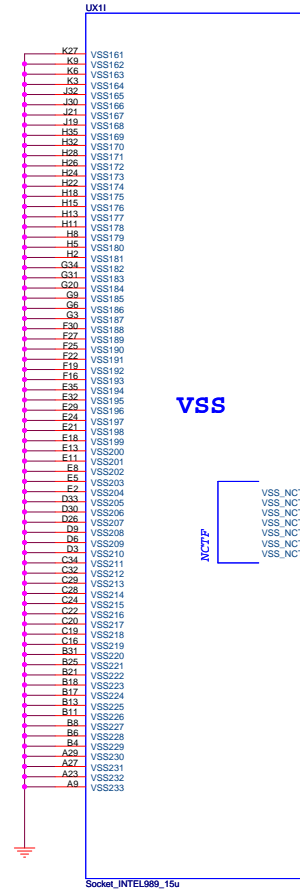 UX1I
K27 VSS161
K9 VSS162
K6 VSS163
K3 VSS164
J32 VSS165
J30 VSS166
J21 VSS167
J19 VSS168
H35 VSS169
H32 VSS170
H28 VSS171
H26 VSS172
H24 VSS173
H22 VSS174
H18 VSS175
H15 VSS176
H13 VSS177
H11 VSS178
H8 VSS179
H5 VSS180
H2 VSS181
G34 VSS182
G31 VSS183
G20 VSS184
G9 VSS185
G6 VSS186
G3 VSS187
F30 VSS188
F27 VSS189
F25 VSS190
F22 VSS191
F19 VSS192
F16 VSS193
E35 VSS194
E32 VSS195
E29 VSS196
E24 VSS197
E21 VSS198
E18 VSS199
E13 VSS200
E11 VSS201
E8 VSS202
E5 VSS203
E2 VSS204
D33 VSS205
D30 VSS206
D26 VSS207
D9 VSS208
D6 VSS209
D3 VSS210
C34 VSS211
C32 VSS212
C29 VSS213
C28 VSS214
C24 VSS215
C22 VSS216
C20 VSS217
C19 VSS218
C16 VSS219
B31 VSS220
B25 VSS221
B21 VSS222
B18 VSS223
B17 VSS224
B13 VSS225
B11 VSS226
B8 VSS227
B6 VSS228
B4 VSS229
A29 VSS230
A27 VSS231
A23 VSS232
A9 VSS233
VSS
NCTF
VSS_NCT
VSS_NCT
VSS_NCT
VSS_NCT
VSS_NCT
VSS_NCT
VSS_NCT
Socket_INTEL989_15u